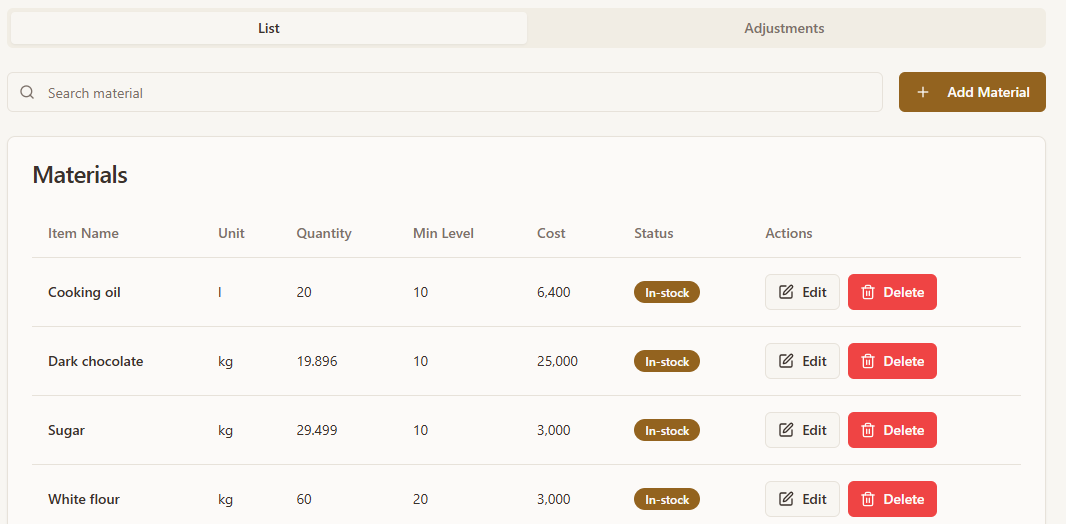 List Adjustments
Search material + Add Material
Materials
Item Name Unit Quantity Min Level Cost Status Actions
Cooking oil l 20 10 6,400 In-stock Edit Delete
Dark chocolate kg 19.896 10 25,000 In-stock Edit Delete
Sugar kg 29.499 10 3,000 In-stock Edit Delete
White flour kg 60 20 3,000 In-stock Edit Delete